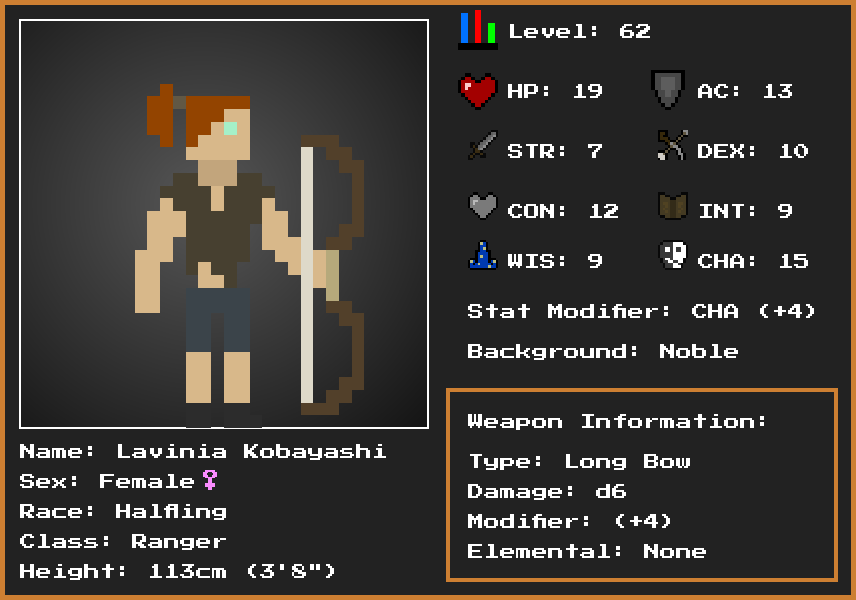 Level: 62
HP: 19
AC: 13
STR: 7
DEX: 10
CON: 12
INT: 9
WIS: 9
CHA: 15
Stat Modifier: CHA (+4)
Background: Noble
Weapon Information:
Type: Long Bow
Damage: d6
Modifier: (+4)
Elemental: None
Name: Lavinia Kobayashi
Sex: Female♀
Race: Halfling
Class: Ranger
Height: 113cm (3'8")